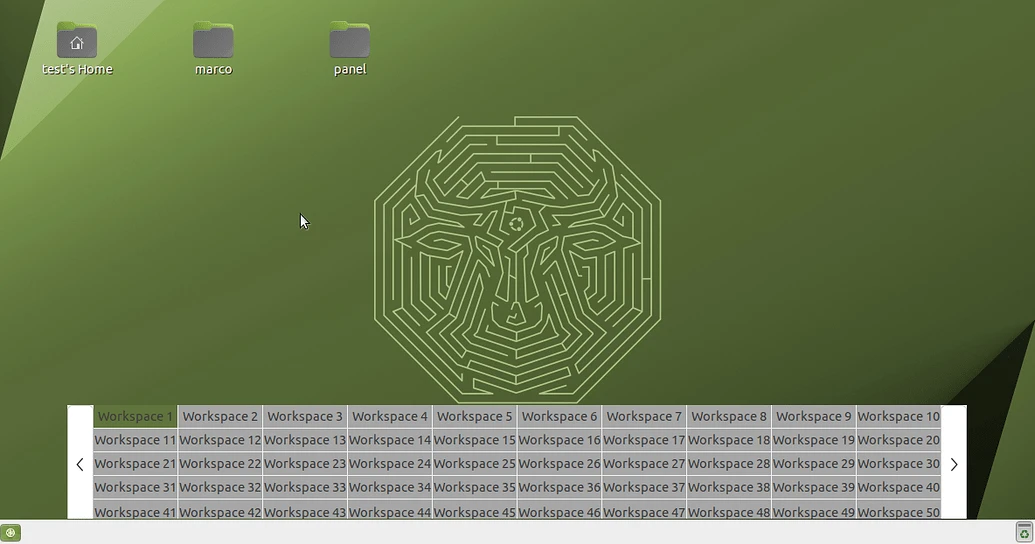 test's Home marco panel
Workspace 1 Workspace 2 Workspace 3 Workspace 4 Workspace 5 Workspace 6 Workspace 7 Workspace 8 Workspace 9 Workspace 10
Workspace 11 Workspace 12 Workspace 13 Workspace 14 Workspace 15 Workspace 16 Workspace 17 Workspace 18 Workspace 19 Workspace 20
Workspace 21 Workspace 22 Workspace 23 Workspace 24 Workspace 25 Workspace 26 Workspace 27 Workspace 28 Workspace 29 Workspace 30
Workspace 31 Workspace 32 Workspace 33 Workspace 34 Workspace 35 Workspace 36 Workspace 37 Workspace 38 Workspace 39 Workspace 40
Workspace 41 Workspace 42 Workspace 43 Workspace 44 Workspace 45 Workspace 46 Workspace 47 Workspace 48 Workspace 49 Workspace 50